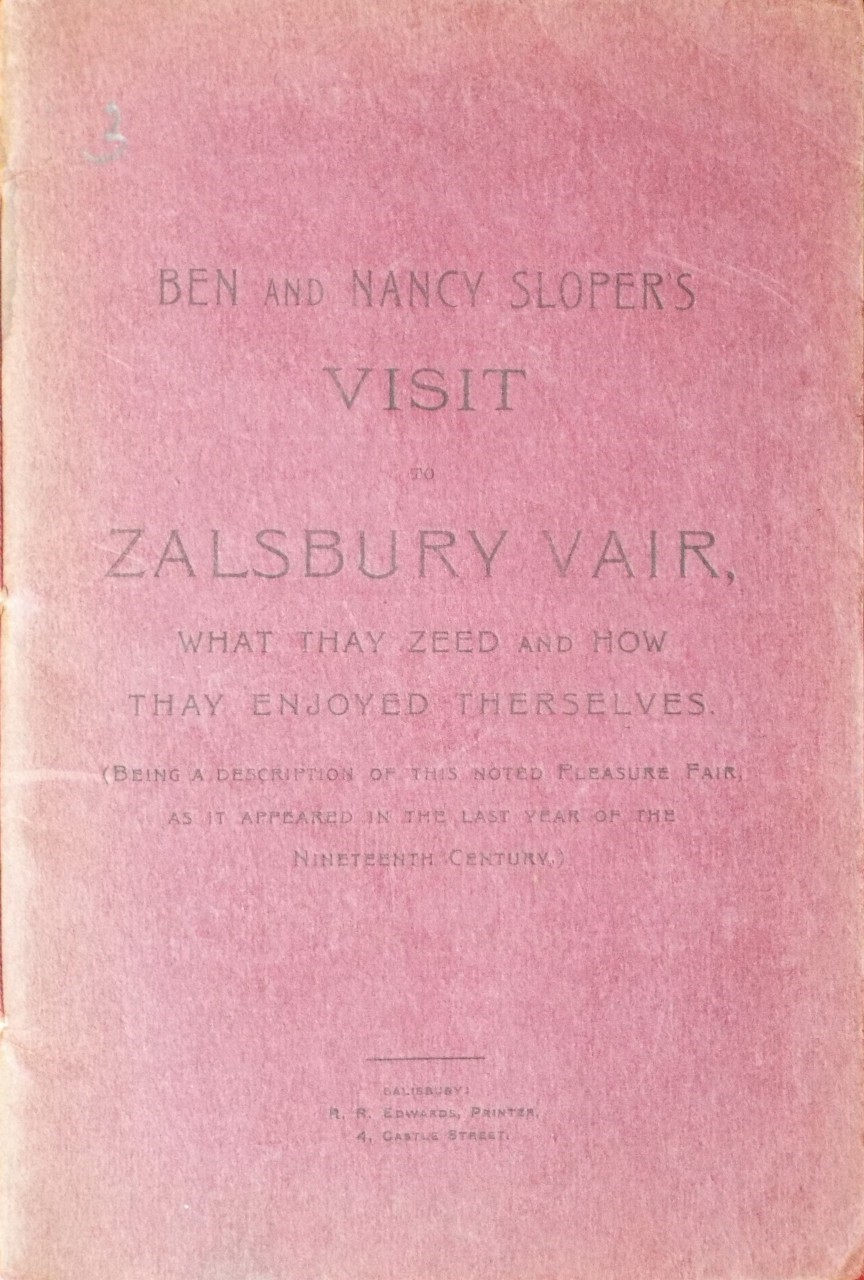 BEN AND NANCY SLOPER'S
VISIT
TO
ZALSBURY VAIR,
WHAT THAY ZEED AND HOW
THAY ENJOYED THERSELVES.
(BEING A DESCRIPTION OF THIS NOTED PLEASURE FAIR,
AS IT APPEARED IN THE LAST YEAR OF THE
NINETEENTH CENTURY.)
SALISBURY:
R. R. EDWARDS, PRINTER,
4, CASTLE STREET.